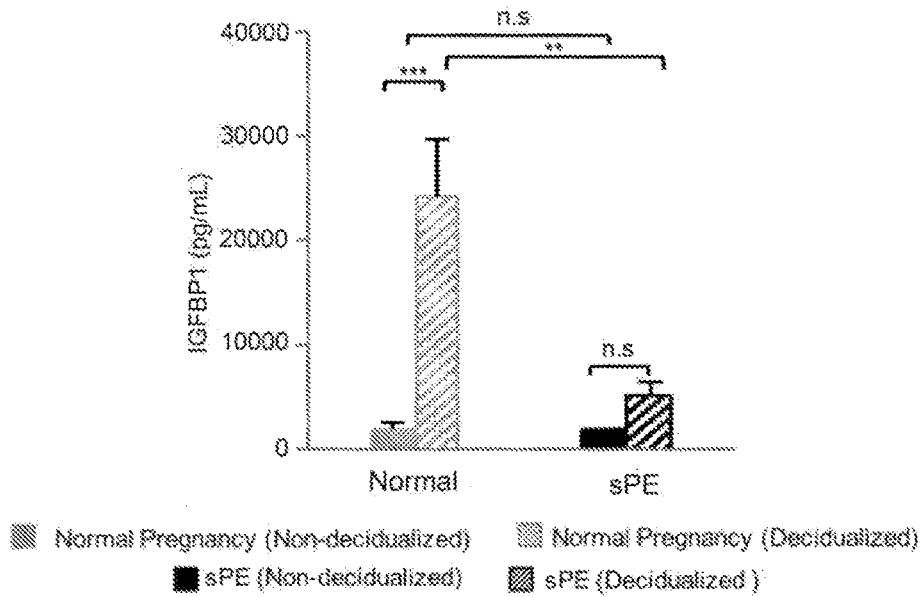 n.s
40000
**
***
30000
IGFBP1 (pg/mL)
20000
10000
n.s
0
Normal
sPE
Normal Pregnancy (Non-decidualized)
Normal Pregnancy (Decidualized)
sPE (Non-decidualized)
sPE (Decidualized )